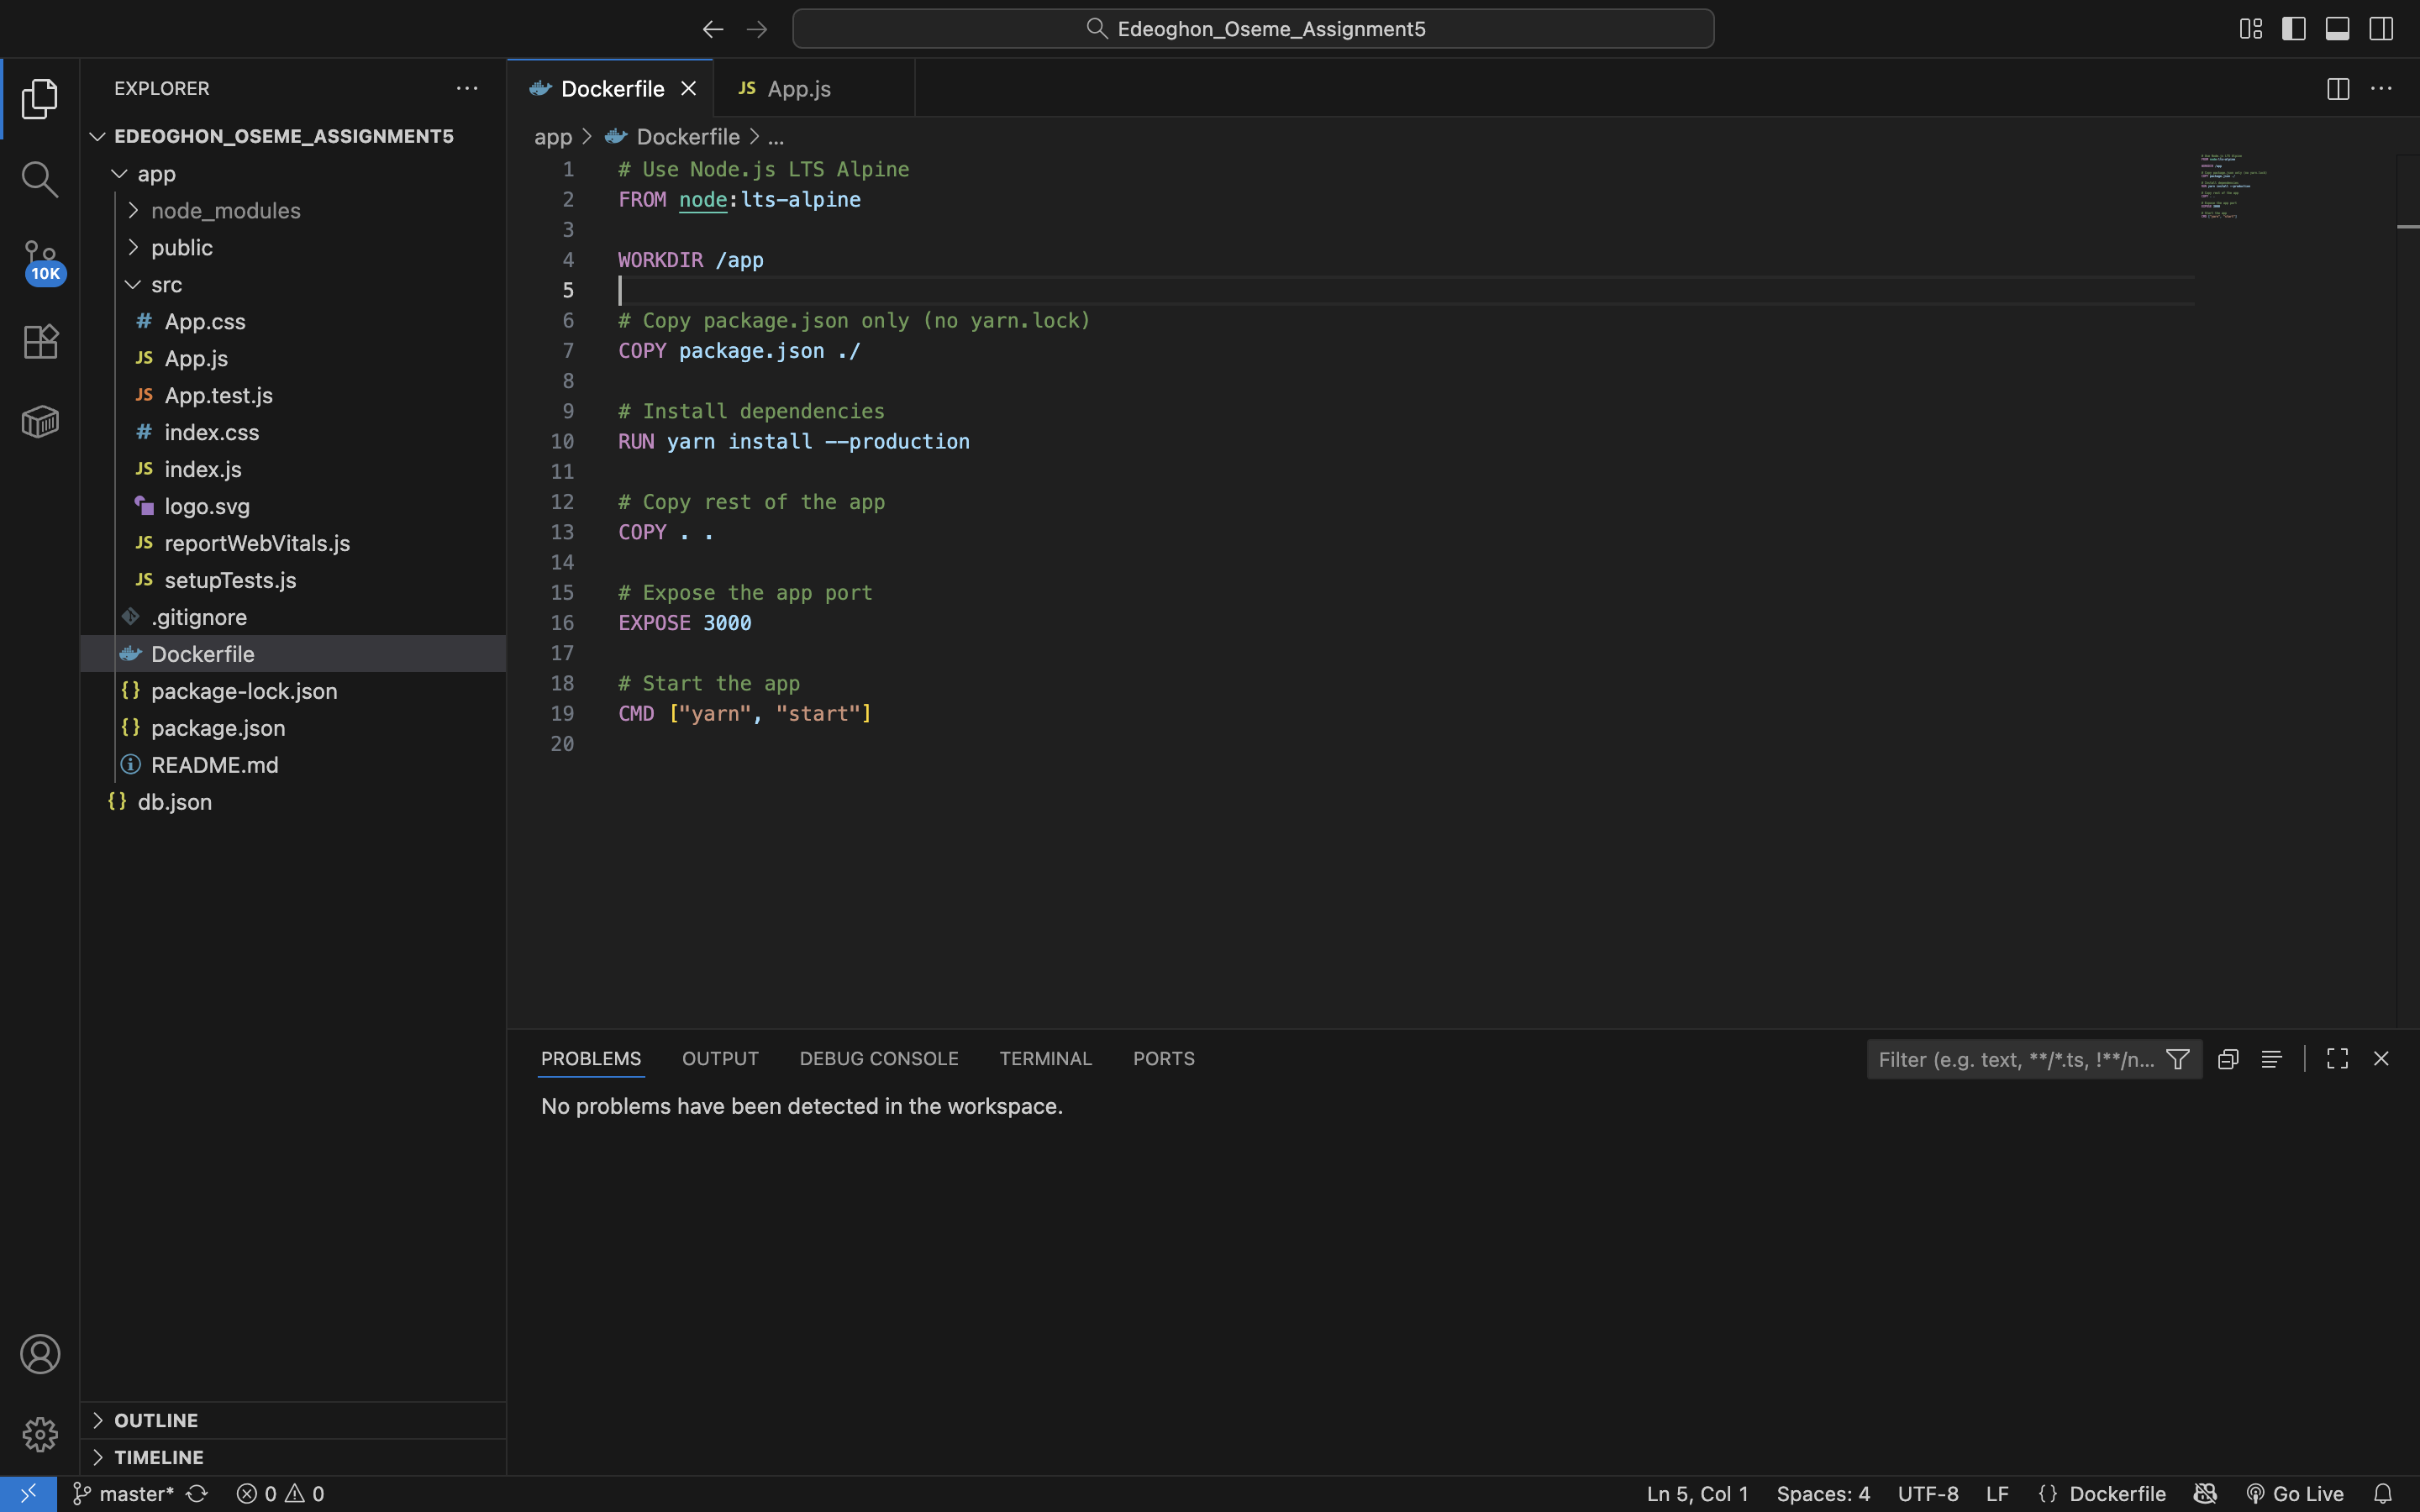 Edeoghon_Oseme_Assignment5
EXPLORER
EDEOGHON_OSEME_ASSIGNMENT5
app
node_modules
public
src
# App.css
JS App.js
JS App.test.js
# index.css
JS index.js
logo.svg
JS reportWebVitals.js
JS setupTests.js
.gitignore
Dockerfile
{} package-lock.json
{} package.json
README.md
{} db.json
OUTLINE
TIMELINE
10K
Dockerfile
JS App.js
app > Dockerfile > ...
1 # Use Node.js LTS Alpine
2 FROM node:lts-alpine
3
4 WORKDIR /app
5
6 # Copy package.json only (no yarn.lock)
7 COPY package.json ./
8
9 # Install dependencies
10 RUN yarn install --production
11
12 # Copy rest of the app
13 COPY . .
14
15 # Expose the app port
16 EXPOSE 3000
17
18 # Start the app
19 CMD ["yarn", "start"]
20
PROBLEMS OUTPUT DEBUG CONSOLE TERMINAL PORTS
Filter (e.g. text, **/*.ts, !**/n...
No problems have been detected in the workspace.
master* 0 0
Ln 5, Col 1 Spaces: 4 UTF-8 LF {} Dockerfile Go Live